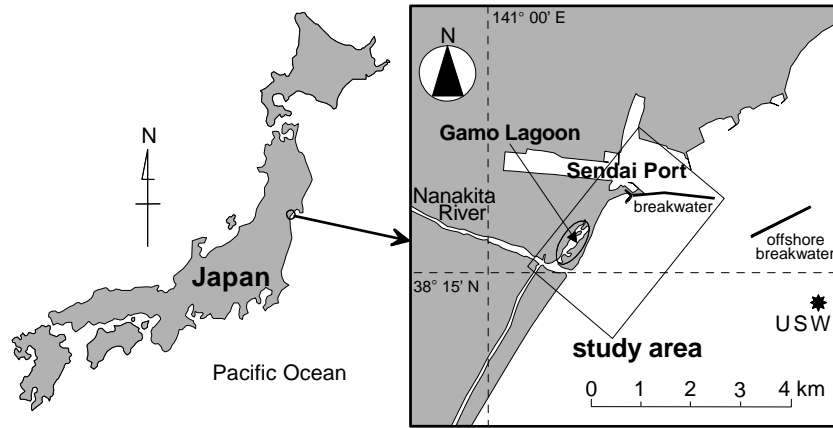 N
Japan
Pacific Ocean
141° 00' E
N
Gamo Lagoon
Sendai Port
Nanakita
River
breakwater
offshore
breakwater
38° 15' N
USW
study area
0 1 2 3 4 km